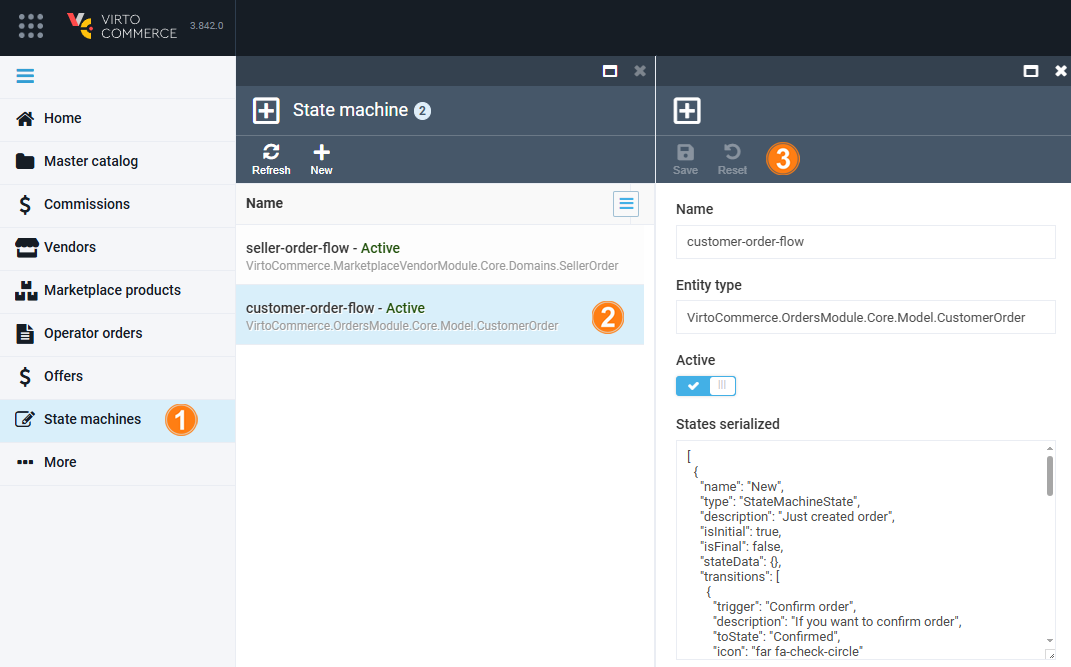 VIRTO
COMMERCE
3.842.0
Home
Master catalog
Commissions
Vendors
Marketplace products
Operator orders
Offers
State machines
1
More
State machine 2
Refresh
New
Name
seller-order-flow - Active
VirtoCommerce.MarketplaceVendorModule.Core.Domains.SellerOrder
customer-order-flow - Active
VirtoCommerce.OrdersModule.Core.Model.CustomerOrder
2
Save
Reset
3
Name
customer-order-flow
Entity type
VirtoCommerce.OrdersModule.Core.Model.CustomerOrder
Active
States serialized
[
{
"name": "New",
"type": "StateMachineState",
"description": "Just created order",
"isInitial": true,
"isFinal": false,
"stateData": {},
"transitions": [
{
"trigger": "Confirm order",
"description": "If you want to confirm order",
"toState": "Confirmed",
"icon": "far fa-check-circle"